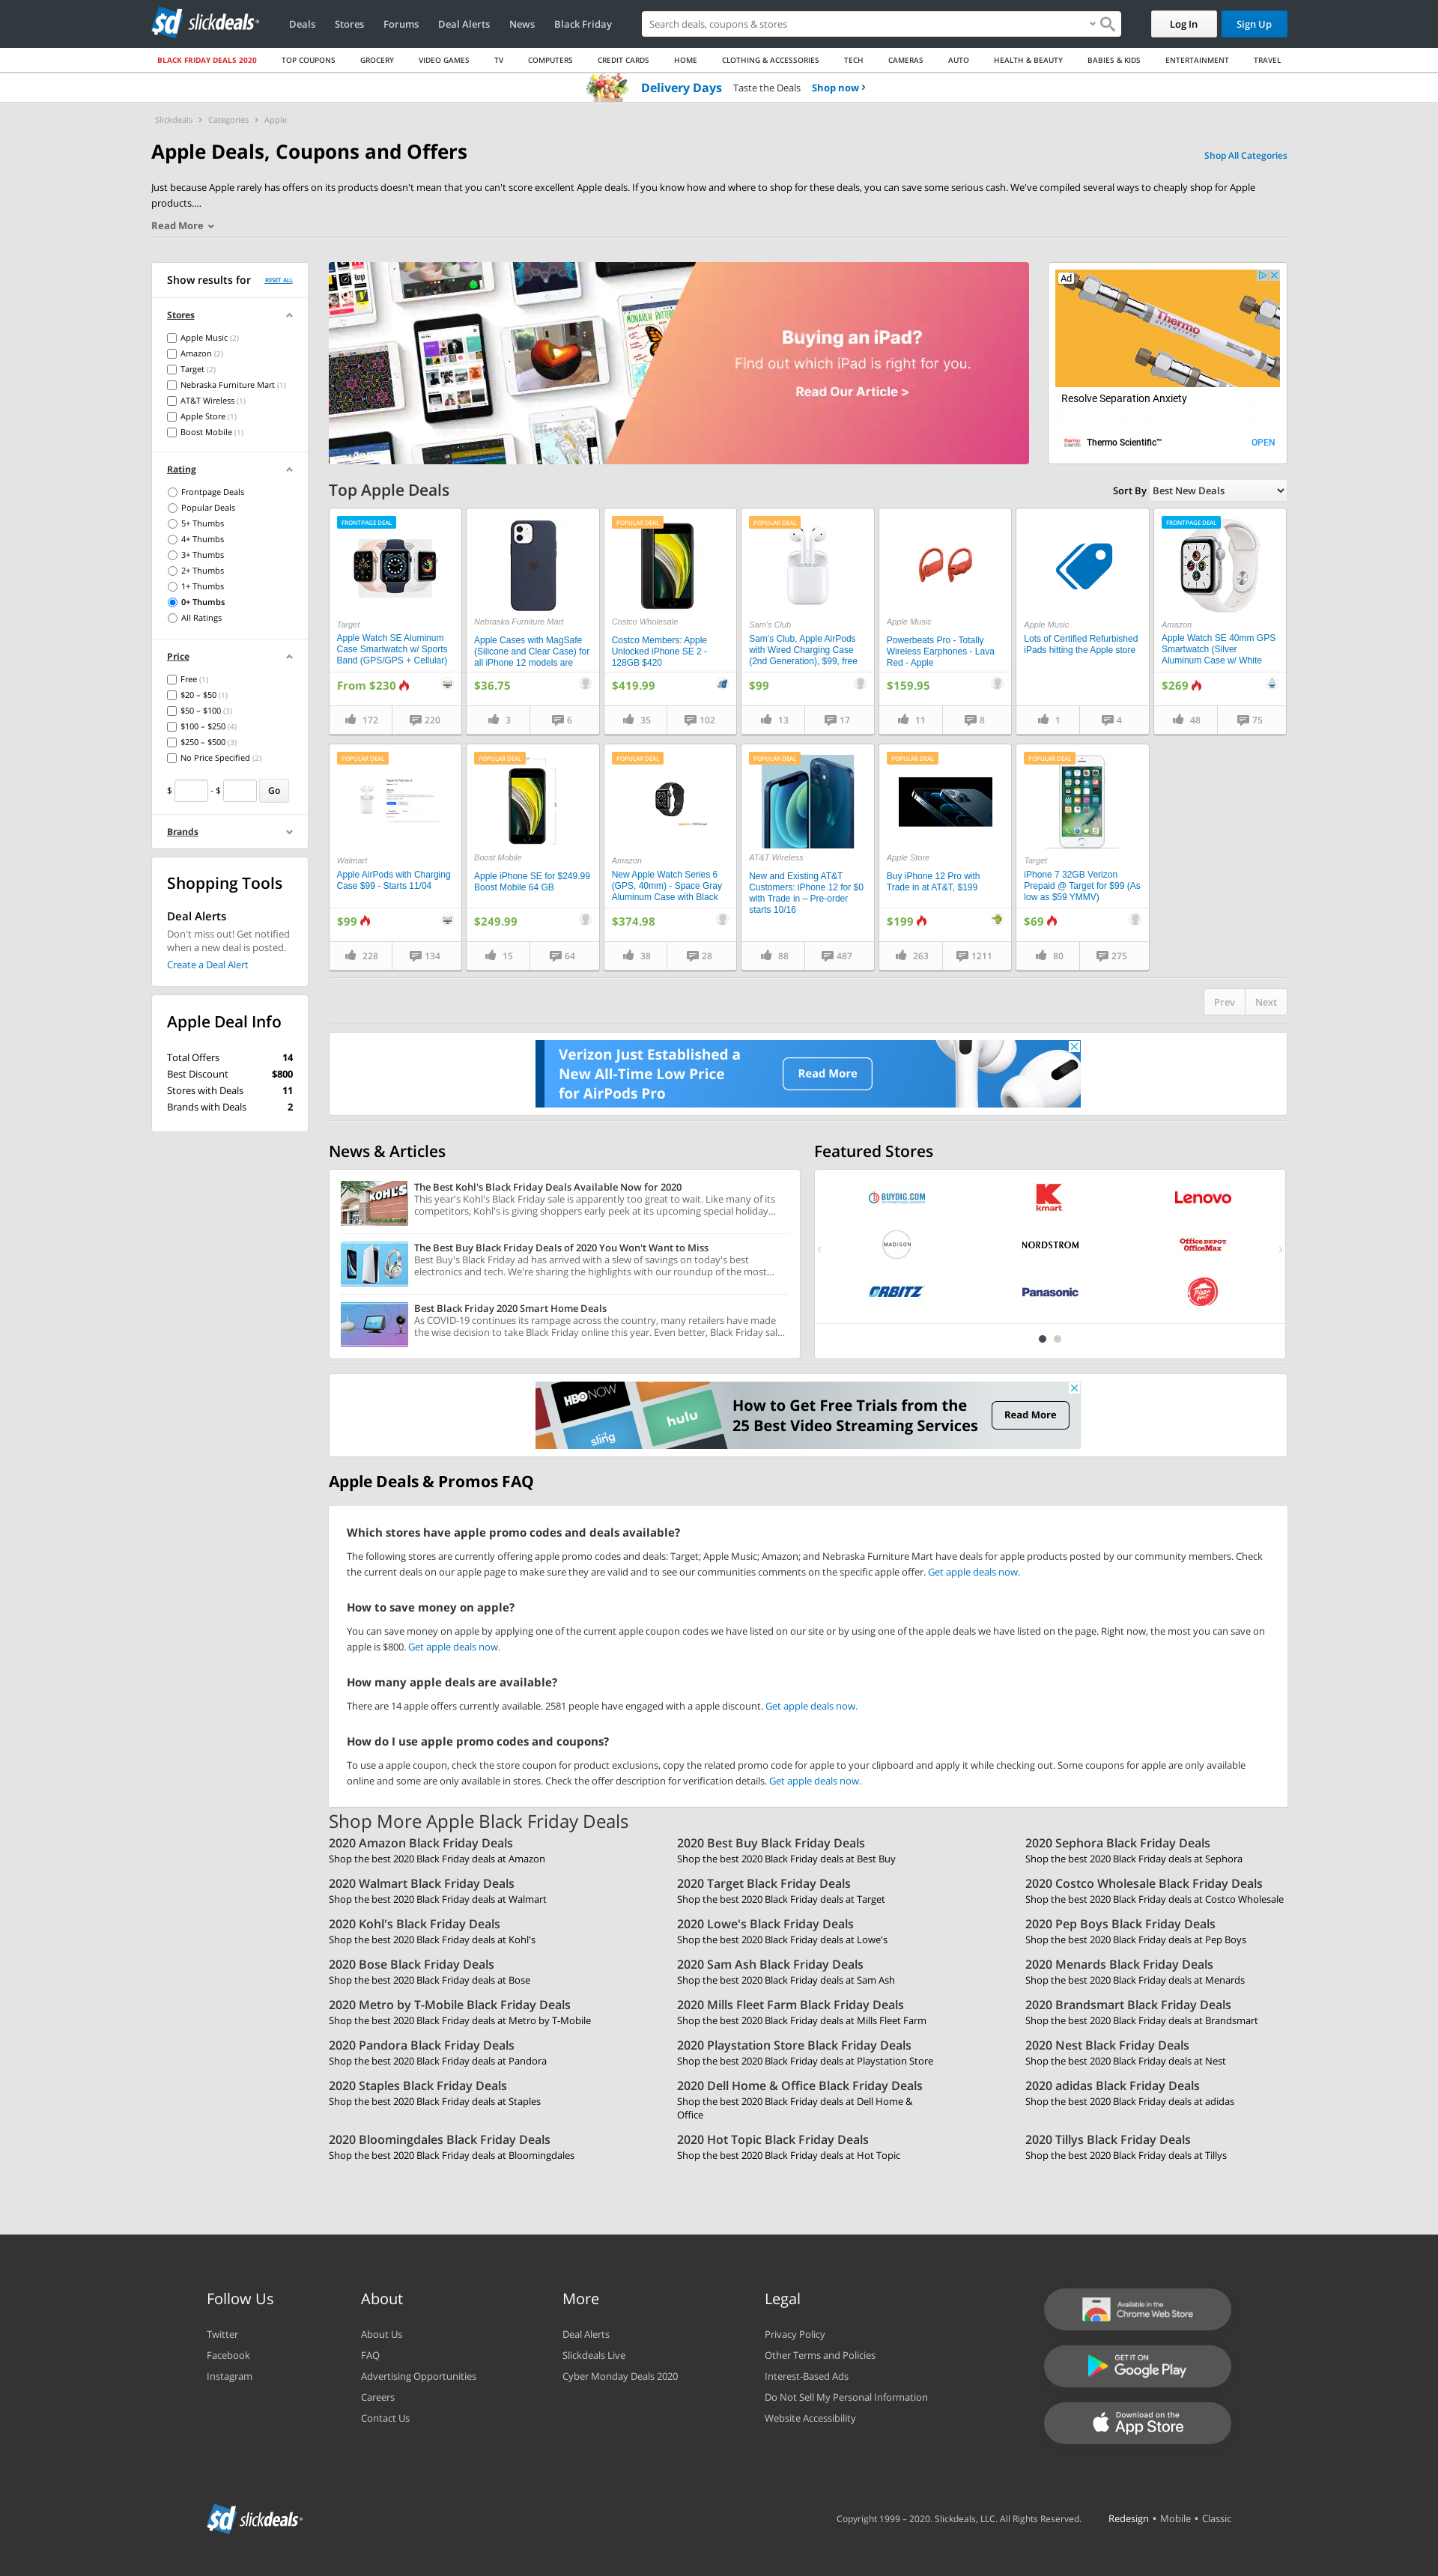 slickdeals
Deals Stores Forums Deal Alerts News Black Friday
Search deals, coupons & stores
Log In Sign Up
BLACK FRIDAY DEALS 2020 TOP COUPONS GROCERY VIDEO GAMES TV COMPUTERS CREDIT CARDS HOME CLOTHING & ACCESSORIES TECH CAMERAS AUTO HEALTH & BEAUTY BABIES & KIDS ENTERTAINMENT TRAVEL
Delivery Days Taste the Deals Shop now ›
Slickdeals › Categories › Apple
Apple Deals, Coupons and Offers
Shop All Categories
Just because Apple rarely has offers on its products doesn't mean that you can't score excellent Apple deals. If you know how and where to shop for these deals, you can save some serious cash. We've compiled several ways to cheaply shop for Apple
products....
Read More
Show results for RESET ALL
Stores
Apple Music (2)
Amazon (2)
Target (2)
Nebraska Furniture Mart (1)
AT&T Wireless (1)
Apple Store (1)
Boost Mobile (1)
Rating
Frontpage Deals
Popular Deals
5+ Thumbs
4+ Thumbs
3+ Thumbs
2+ Thumbs
1+ Thumbs
0+ Thumbs
All Ratings
Price
Free (1)
$20 – $50 (1)
$50 – $100 (3)
$100 – $250 (4)
$250 – $500 (3)
No Price Specified (2)
$ - $ Go
Brands
Shopping Tools
Deal Alerts
Don't miss out! Get notified
when a new deal is posted.
Create a Deal Alert
Apple Deal Info
Total Offers 14
Best Discount $800
Stores with Deals 11
Brands with Deals 2
Buying an iPad?
Find out which iPad is right for you.
Read Our Article >
Ad
Thermo
SCIENTIFIC
Resolve Separation Anxiety
Thermo Scientific™ OPEN
Top Apple Deals
Sort By Best New Deals
FRONTPAGE DEAL
Target
Apple Watch SE Aluminum
Case Smartwatch w/ Sports
Band (GPS/GPS + Cellular)
From $230
172 220
Nebraska Furniture Mart
Apple Cases with MagSafe
(Silicone and Clear Case) for
all iPhone 12 models are
$36.75
3 6
POPULAR DEAL
Costco Wholesale
Costco Members: Apple
Unlocked iPhone SE 2 -
128GB $420
$419.99
35 102
POPULAR DEAL
Sam's Club
Sam's Club, Apple AirPods
with Wired Charging Case
(2nd Generation), $99, free
$99
13 17
Apple Music
Powerbeats Pro - Totally
Wireless Earphones - Lava
Red - Apple
$159.95
11 8
Apple Music
Lots of Certified Refurbished
iPads hitting the Apple store
1 4
FRONTPAGE DEAL
Amazon
Apple Watch SE 40mm GPS
Smartwatch (Silver
Aluminum Case w/ White
$269
48 75
POPULAR DEAL
Walmart
Apple AirPods with Charging
Case $99 - Starts 11/04
$99
228 134
POPULAR DEAL
Boost Mobile
Apple iPhone SE for $249.99
Boost Mobile 64 GB
$249.99
15 64
POPULAR DEAL
Amazon
New Apple Watch Series 6
(GPS, 40mm) - Space Gray
Aluminum Case with Black
$374.98
38 28
POPULAR DEAL
AT&T Wireless
New and Existing AT&T
Customers: iPhone 12 for $0
with Trade in – Pre-order
starts 10/16
88 487
POPULAR DEAL
Apple Store
Buy iPhone 12 Pro with
Trade in at AT&T, $199
$199
263 1211
POPULAR DEAL
Target
iPhone 7 32GB Verizon
Prepaid @ Target for $99 (As
low as $59 YMMV)
$69
80 275
Prev Next
Verizon Just Established a
New All-Time Low Price
for AirPods Pro
Read More
News & Articles
KOHL'S
The Best Kohl's Black Friday Deals Available Now for 2020
This year's Kohl's Black Friday sale is apparently too great to wait. Like many of its
competitors, Kohl's is giving shoppers early peek at its upcoming special holiday...
The Best Buy Black Friday Deals of 2020 You Won't Want to Miss
Best Buy's Black Friday ad has arrived with a slew of savings on today's best
electronics and tech. We're sharing the highlights with our roundup of the most...
Best Black Friday 2020 Smart Home Deals
As COVID-19 continues its rampage across the country, many retailers have made
the wise decision to take Black Friday online this year. Even better, Black Friday sal...
Featured Stores
BUYDIG.COM kmart Lenovo
MADISON NORDSTROM Office DEPOT OfficeMax
ORBITZ Panasonic Pizza Hut
HBO NOW
hulu
sling
How to Get Free Trials from the
25 Best Video Streaming Services
Read More
Apple Deals & Promos FAQ
Which stores have apple promo codes and deals available?
The following stores are currently offering apple promo codes and deals: Target; Apple Music; Amazon; and Nebraska Furniture Mart have deals for apple products posted by our community members. Check
the current deals on our apple page to make sure they are valid and to see our communities comments on the specific apple offer. Get apple deals now.
How to save money on apple?
You can save money on apple by applying one of the current apple coupon codes we have listed on our site or by using one of the apple deals we have listed on the page. Right now, the most you can save on
apple is $800. Get apple deals now.
How many apple deals are available?
There are 14 apple offers currently available. 2581 people have engaged with a apple discount. Get apple deals now.
How do I use apple promo codes and coupons?
To use a apple coupon, check the store coupon for product exclusions, copy the related promo code for apple to your clipboard and apply it while checking out. Some coupons for apple are only available
online and some are only available in stores. Check the offer description for verification details. Get apple deals now.
Shop More Apple Black Friday Deals
2020 Amazon Black Friday Deals
Shop the best 2020 Black Friday deals at Amazon
2020 Best Buy Black Friday Deals
Shop the best 2020 Black Friday deals at Best Buy
2020 Sephora Black Friday Deals
Shop the best 2020 Black Friday deals at Sephora
2020 Walmart Black Friday Deals
Shop the best 2020 Black Friday deals at Walmart
2020 Target Black Friday Deals
Shop the best 2020 Black Friday deals at Target
2020 Costco Wholesale Black Friday Deals
Shop the best 2020 Black Friday deals at Costco Wholesale
2020 Kohl's Black Friday Deals
Shop the best 2020 Black Friday deals at Kohl's
2020 Lowe's Black Friday Deals
Shop the best 2020 Black Friday deals at Lowe's
2020 Pep Boys Black Friday Deals
Shop the best 2020 Black Friday deals at Pep Boys
2020 Bose Black Friday Deals
Shop the best 2020 Black Friday deals at Bose
2020 Sam Ash Black Friday Deals
Shop the best 2020 Black Friday deals at Sam Ash
2020 Menards Black Friday Deals
Shop the best 2020 Black Friday deals at Menards
2020 Metro by T-Mobile Black Friday Deals
Shop the best 2020 Black Friday deals at Metro by T-Mobile
2020 Mills Fleet Farm Black Friday Deals
Shop the best 2020 Black Friday deals at Mills Fleet Farm
2020 Brandsmart Black Friday Deals
Shop the best 2020 Black Friday deals at Brandsmart
2020 Pandora Black Friday Deals
Shop the best 2020 Black Friday deals at Pandora
2020 Playstation Store Black Friday Deals
Shop the best 2020 Black Friday deals at Playstation Store
2020 Nest Black Friday Deals
Shop the best 2020 Black Friday deals at Nest
2020 Staples Black Friday Deals
Shop the best 2020 Black Friday deals at Staples
2020 Dell Home & Office Black Friday Deals
Shop the best 2020 Black Friday deals at Dell Home &
Office
2020 adidas Black Friday Deals
Shop the best 2020 Black Friday deals at adidas
2020 Bloomingdales Black Friday Deals
Shop the best 2020 Black Friday deals at Bloomingdales
2020 Hot Topic Black Friday Deals
Shop the best 2020 Black Friday deals at Hot Topic
2020 Tillys Black Friday Deals
Shop the best 2020 Black Friday deals at Tillys
Follow Us
Twitter
Facebook
Instagram
About
About Us
FAQ
Advertising Opportunities
Careers
Contact Us
More
Deal Alerts
Slickdeals Live
Cyber Monday Deals 2020
Legal
Privacy Policy
Other Terms and Policies
Interest-Based Ads
Do Not Sell My Personal Information
Website Accessibility
Available in the
Chrome Web Store
GET IT ON
Google Play
Download on the
App Store
slickdeals
Copyright 1999 – 2020. Slickdeals, LLC. All Rights Reserved. Redesign • Mobile • Classic